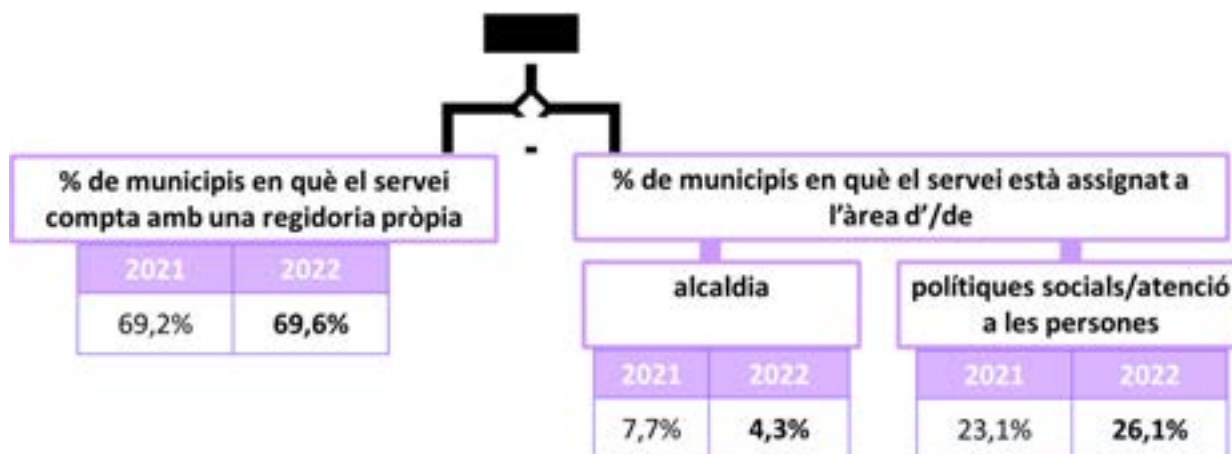 % de municipis en què el servei
compta amb una regidoria pròpia
2021 2022
69,2% 69,6%
% de municipis en què el servei està assignat a
l'àrea d'/de
alcaldia
2021 2022
7,7% 4,3%
polítiques socials/atenció
a les persones
2021 2022
23,1% 26,1%